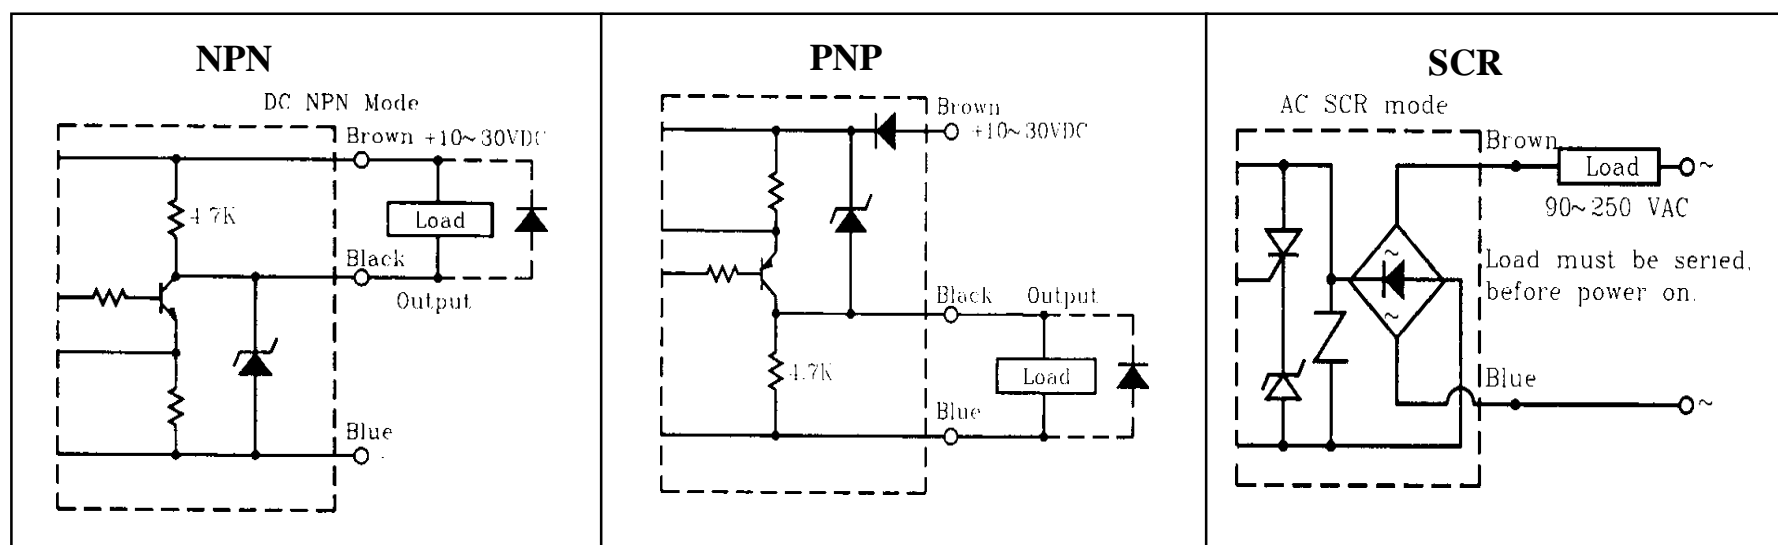 NPN
DC NPN Mode
Brown +10~30VDC
4.7K
Load
Black
Output
Blue
PNP
Brown
+10~30VDC
Black Output
4.7K
Load
Blue
SCR
AC SCR mode
Brown
Load
~
90~250 VAC
~
Load must be seried,
before power on.
~
Blue
~